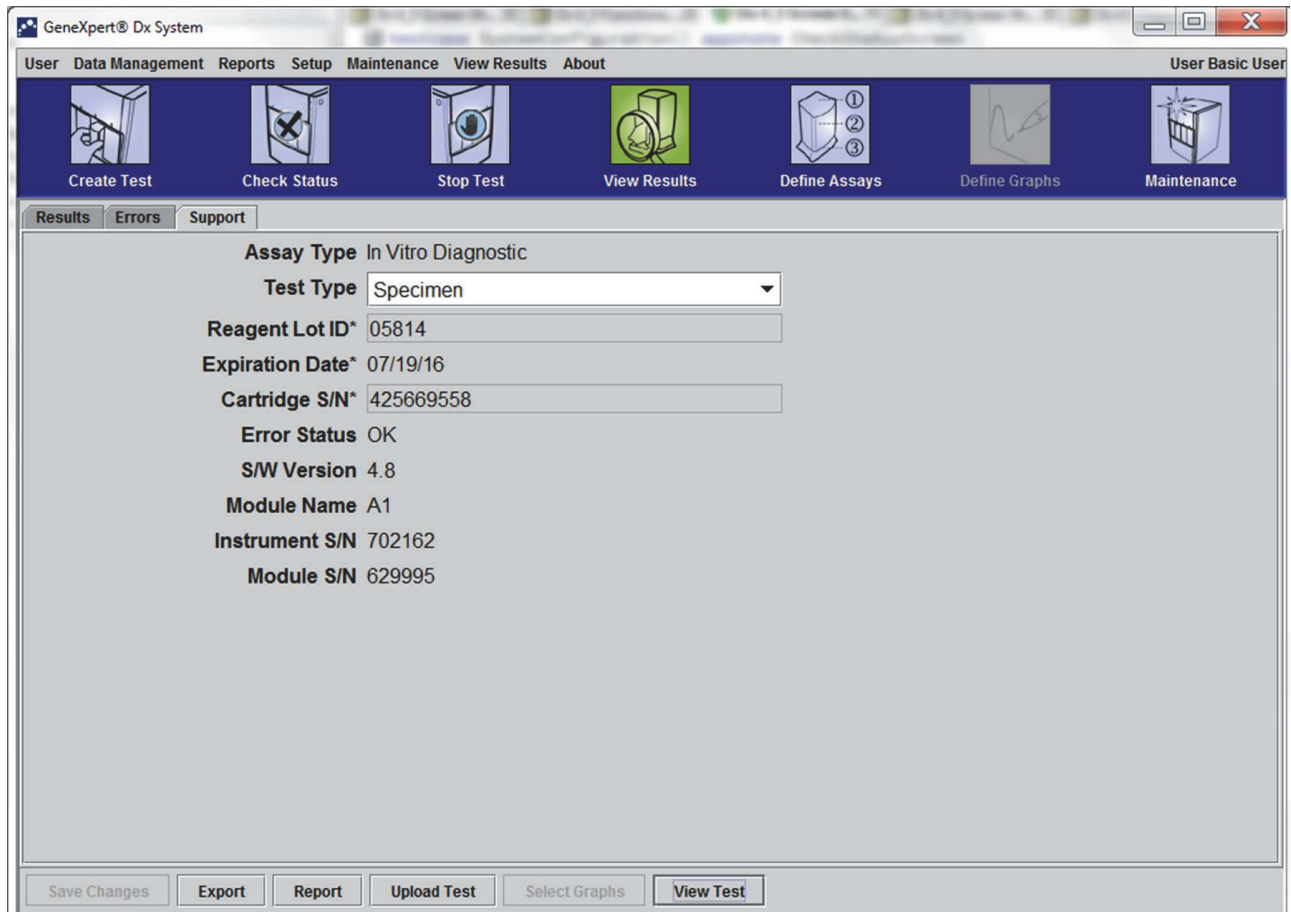 GeneXpert® Dx System
User Data Management Reports Setup Maintenance View Results About User Basic User
① ② ③
Create Test Check Status Stop Test View Results Define Assays Define Graphs Maintenance
Results Errors Support
Assay Type In Vitro Diagnostic
Test Type Specimen
Reagent Lot ID* 05814
Expiration Date* 07/19/16
Cartridge S/N* 425669558
Error Status OK
S/W Version 4.8
Module Name A1
Instrument S/N 702162
Module S/N 629995
Save Changes Export Report Upload Test Select Graphs View Test